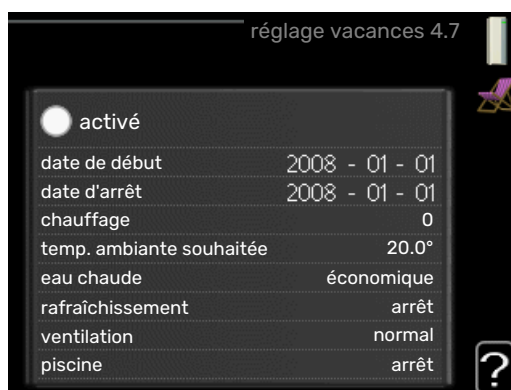 réglage vacances 4.7
activé
date de début 2008 - 01 - 01
date d'arrêt 2008 - 01 - 01
chauffage 0
temp. ambiante souhaitée 20.0°
eau chaude économique
rafraîchissement arrêt
ventilation normal
piscine arrêt
?